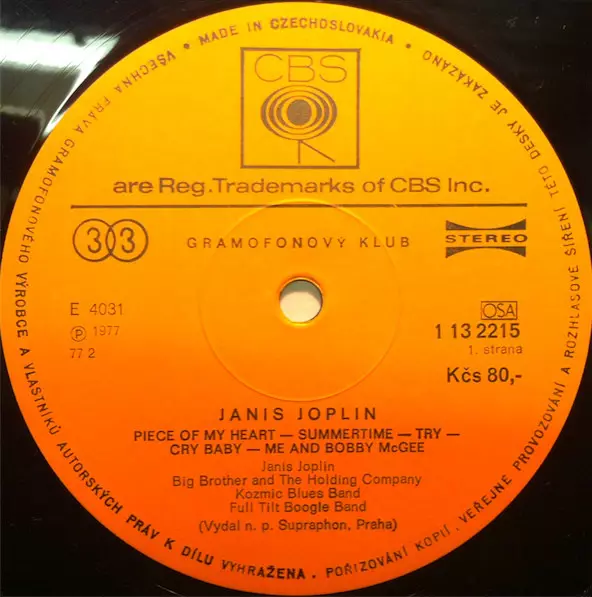 • MADE IN CZECHOSLOVAKIA •
VŠECHNA PRÁVA GRAMOFONOVÉHO VÝROBCE A VLASTNÍKŮ AUTORSKÝCH PRÁV K DÍLU VYHRAŽENA. POŘIZOVÁNÍ KOPIÍ, VEŘEJNÉ PROVOZOVÁNÍ A ROZHLASOVÉ ŠÍŘENÍ TÉTO DESKY JE ZAKÁZÁNO
CBS
are Reg. Trademarks of CBS Inc.
33
GRAMOFONOVÝ KLUB
STEREO
E 4031
Ⓟ 1977
77 2
OSA
1 13 2215
1. strana
Kčs 80,-
JANIS JOPLIN
PIECE OF MY HEART — SUMMERTIME — TRY —
CRY BABY — ME AND BOBBY McGEE
Janis Joplin
Big Brother and The Holding Company
Kozmic Blues Band
Full Tilt Boogie Band
(Vydal n. p. Supraphon, Praha)